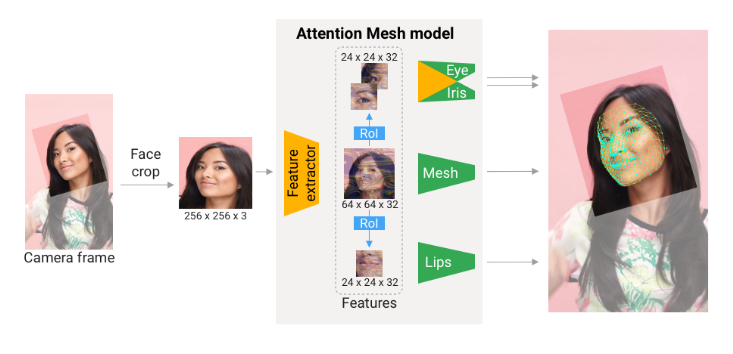 Attention Mesh model
24 x 24 x 32
Eye
Iris
RoI
Face
crop
Feature
extractor
Mesh
256 x 256 x 3
64 x 64 x 32
RoI
Camera frame
Lips
24 x 24 x 32
Features